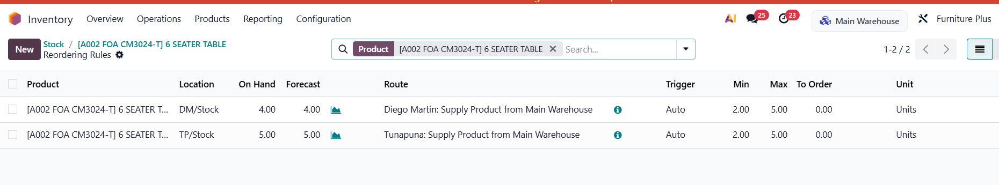 Inventory Overview Operations Products Reporting Configuration AI 25 23 Main Warehouse Furniture Plus
New Stock / [A002 FOA CM3024-T] 6 SEATER TABLE
Reordering Rules
Product [A002 FOA CM3024-T] 6 SEATER TABLE Search... 1-2 / 2
Product Location On Hand Forecast Route Trigger Min Max To Order Unit
[A002 FOA CM3024-T] 6 SEATER T... DM/Stock 4.00 4.00 Diego Martin: Supply Product from Main Warehouse Auto 2.00 5.00 0.00 Units
[A002 FOA CM3024-T] 6 SEATER T... TP/Stock 5.00 5.00 Tunapuna: Supply Product from Main Warehouse Auto 2.00 5.00 0.00 Units